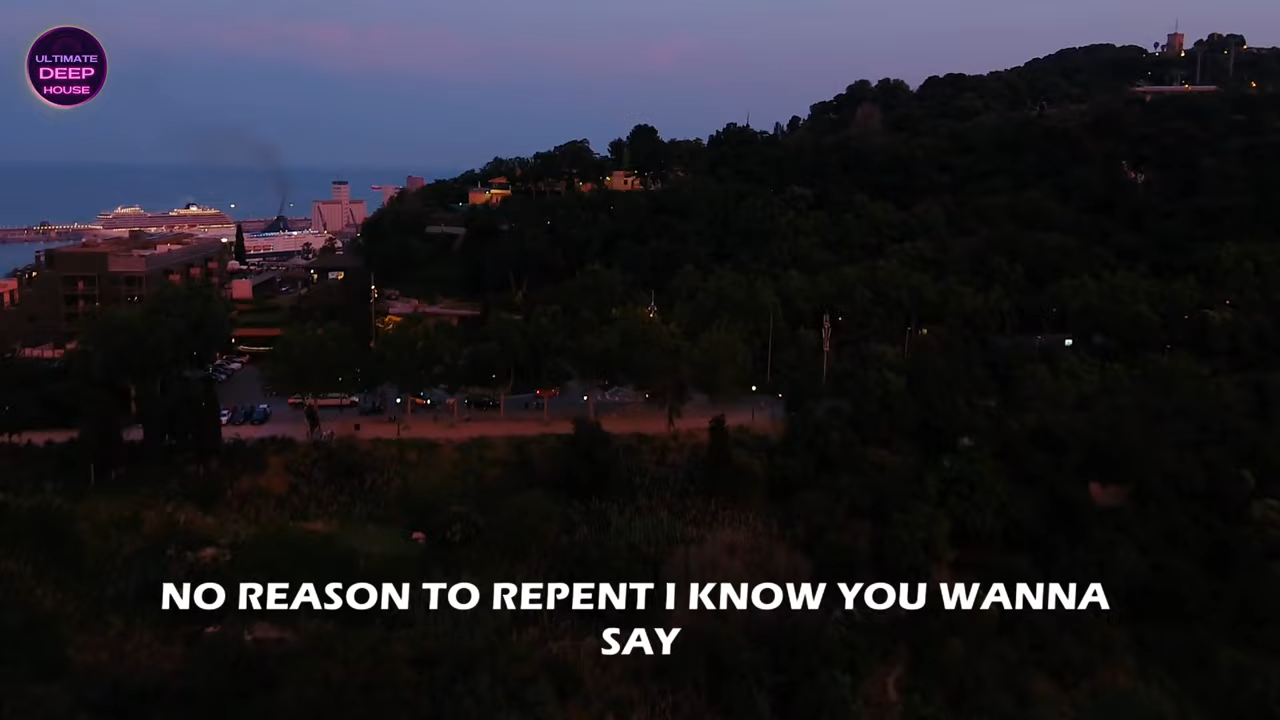 ULTIMATE
DEEP
HOUSE
NO REASON TO REPENT I KNOW YOU WANNA
SAY